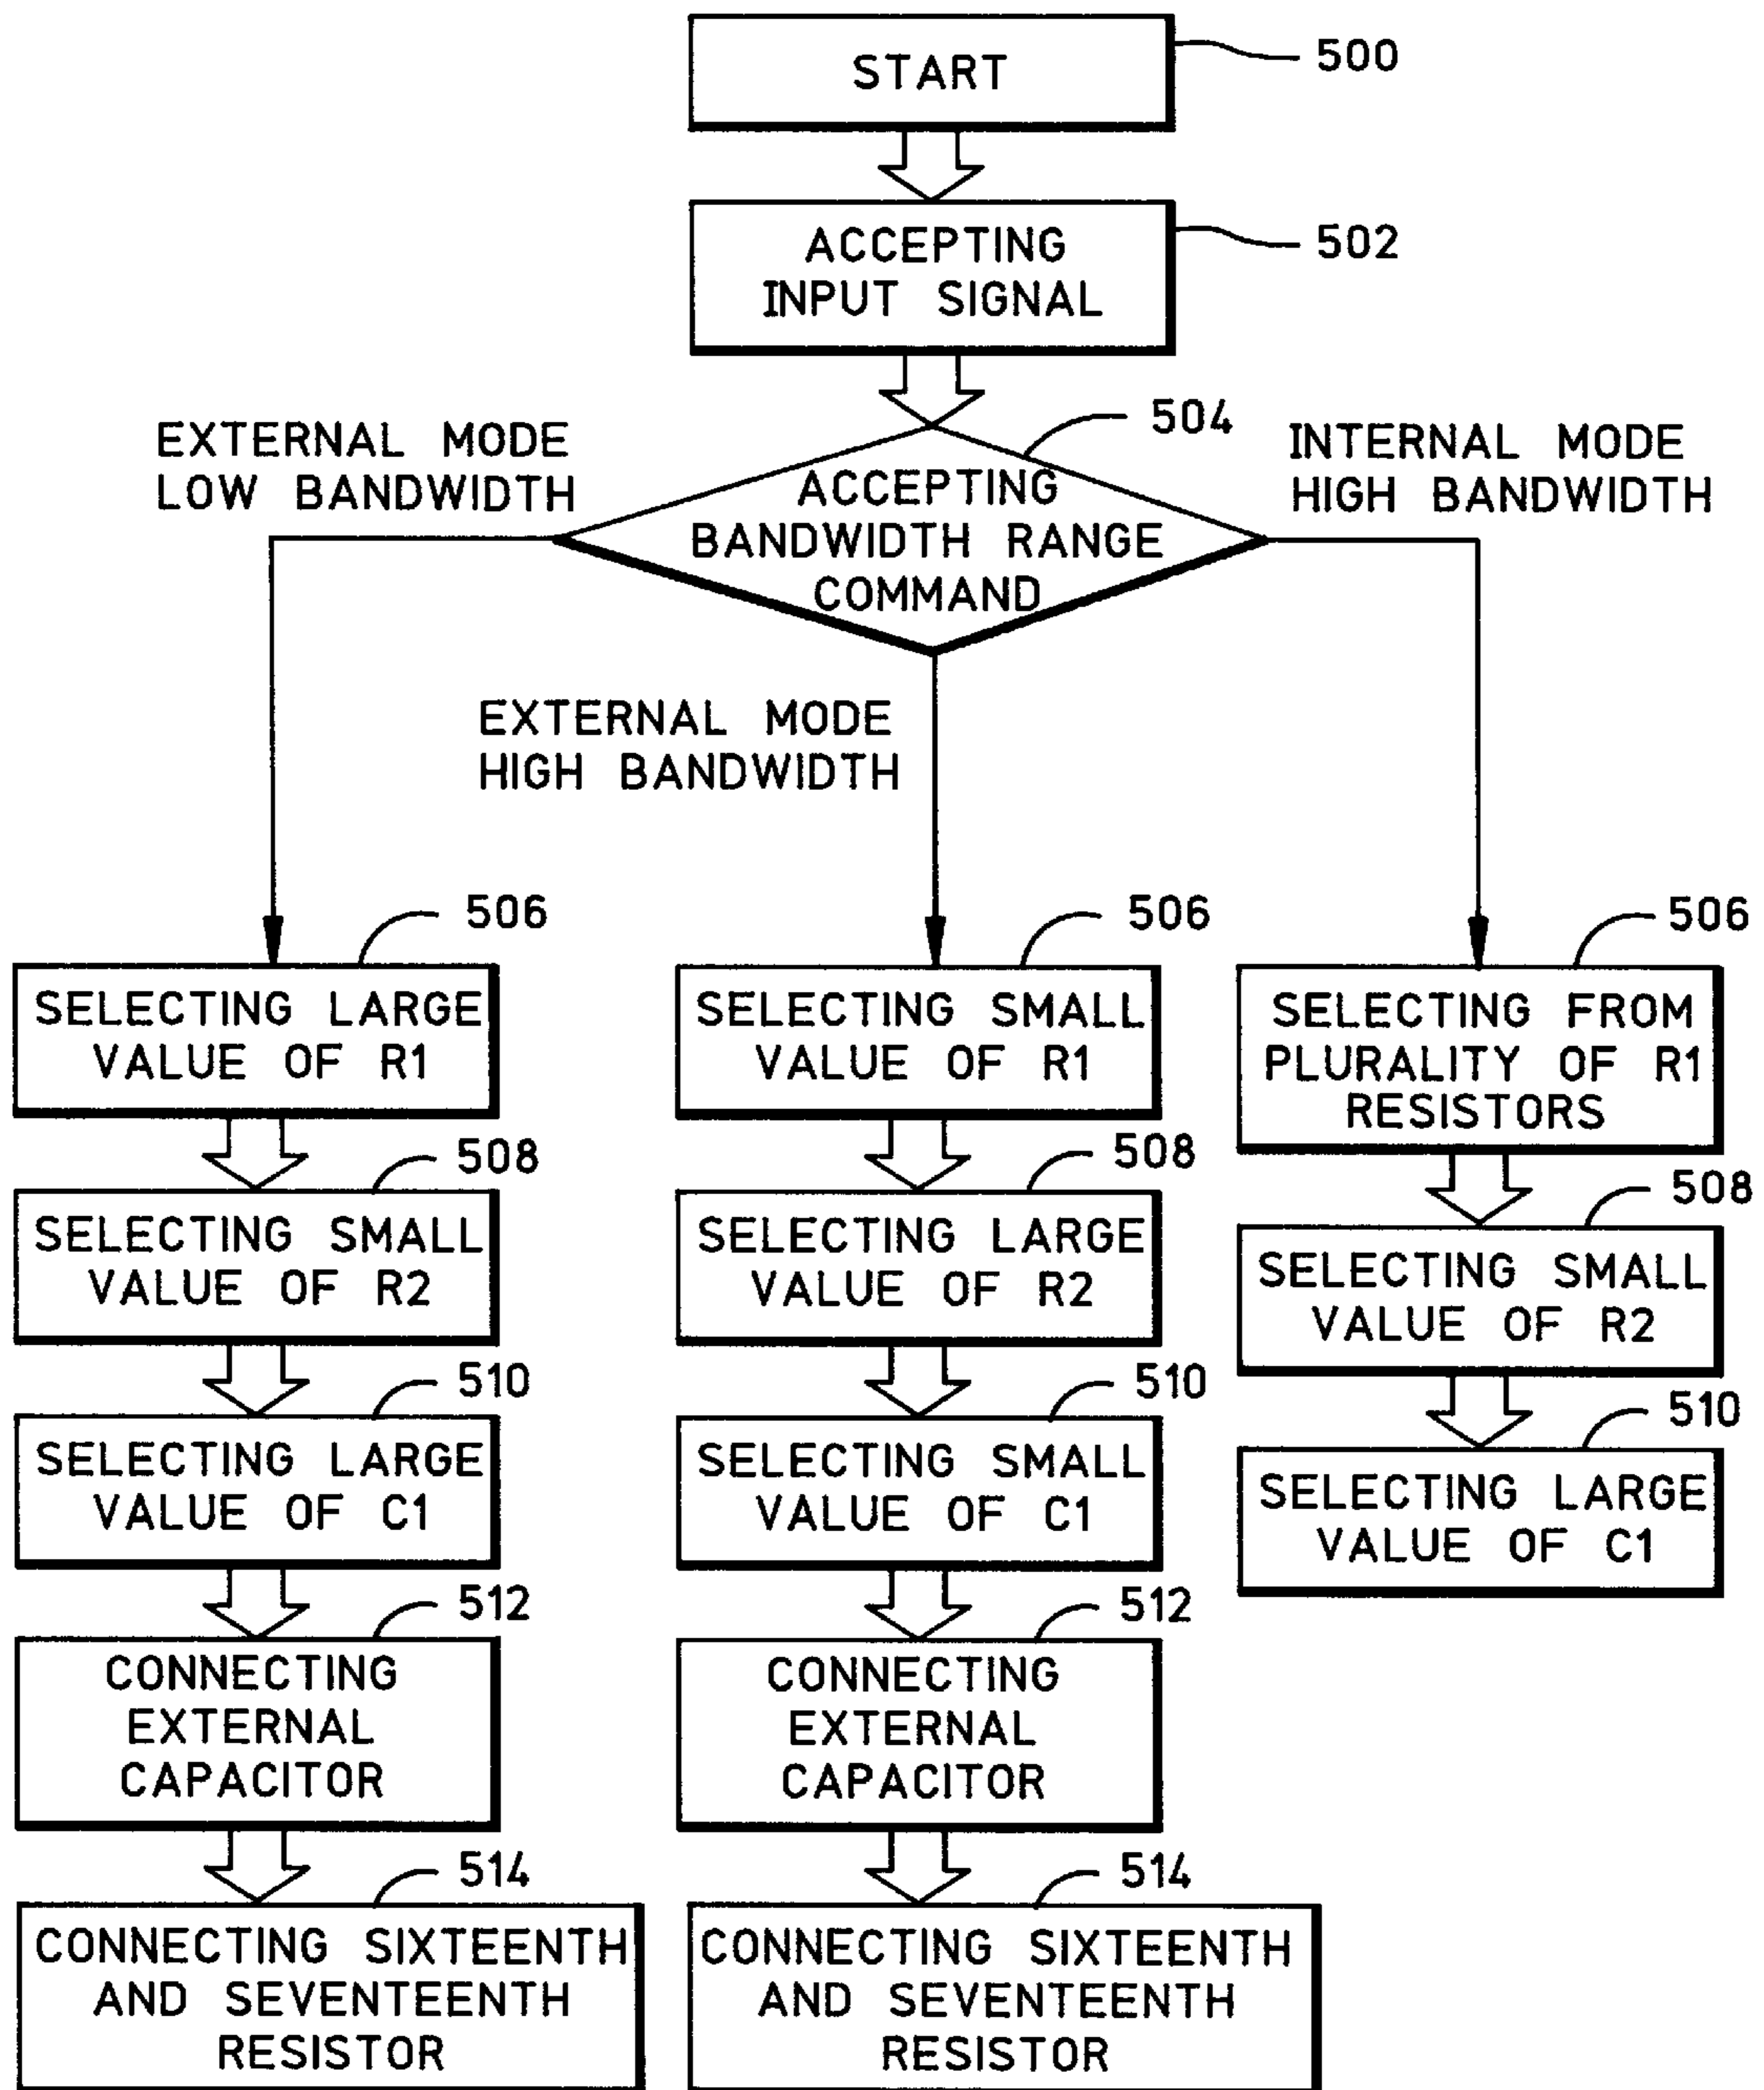 START
500
ACCEPTING
INPUT SIGNAL
502
EXTERNAL MODE
LOW BANDWIDTH
504
ACCEPTING
BANDWIDTH RANGE
COMMAND
INTERNAL MODE
HIGH BANDWIDTH
EXTERNAL MODE
HIGH BANDWIDTH
506
SELECTING LARGE
VALUE OF R1
508
SELECTING SMALL
VALUE OF R2
510
SELECTING LARGE
VALUE OF C1
512
CONNECTING
EXTERNAL
CAPACITOR
514
CONNECTING SIXTEENTH
AND SEVENTEENTH
RESISTOR
506
SELECTING SMALL
VALUE OF R1
508
SELECTING LARGE
VALUE OF R2
510
SELECTING SMALL
VALUE OF C1
512
CONNECTING
EXTERNAL
CAPACITOR
514
CONNECTING SIXTEENTH
AND SEVENTEENTH
RESISTOR
506
SELECTING FROM
PLURALITY OF R1
RESISTORS
508
SELECTING SMALL
VALUE OF R2
510
SELECTING LARGE
VALUE OF C1